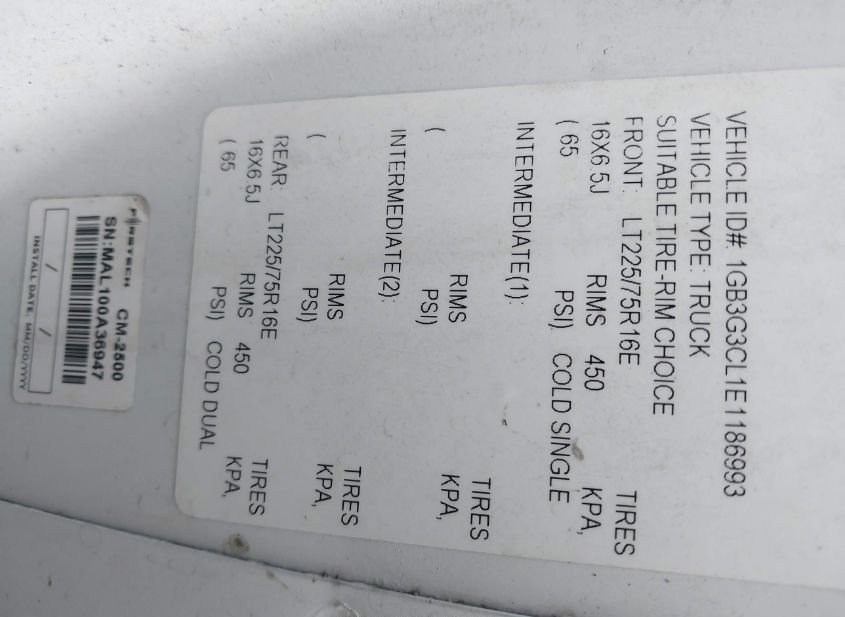 VEHICLE ID#: 1GB3G3CL1E1186993
VEHICLE TYPE: TRUCK
SUITABLE TIRE-RIM CHOICE
FRONT: LT225/75R16E TIRES
16X6.5J RIMS 450 KPA,
( 65 PSI), COLD SINGLE
INTERMEDIATE(1): TIRES
RIMS KPA,
( PSI)
INTERMEDIATE(2): TIRES
RIMS KPA,
( PSI)
REAR: LT225/75R16E TIRES
16X6.5J RIMS 450 KPA,
( 65 PSI) COLD DUAL
FIRSTECH CM-2500
SN:MAL100A36947
/ /
INSTALL DATE, MM/DD/YYYY